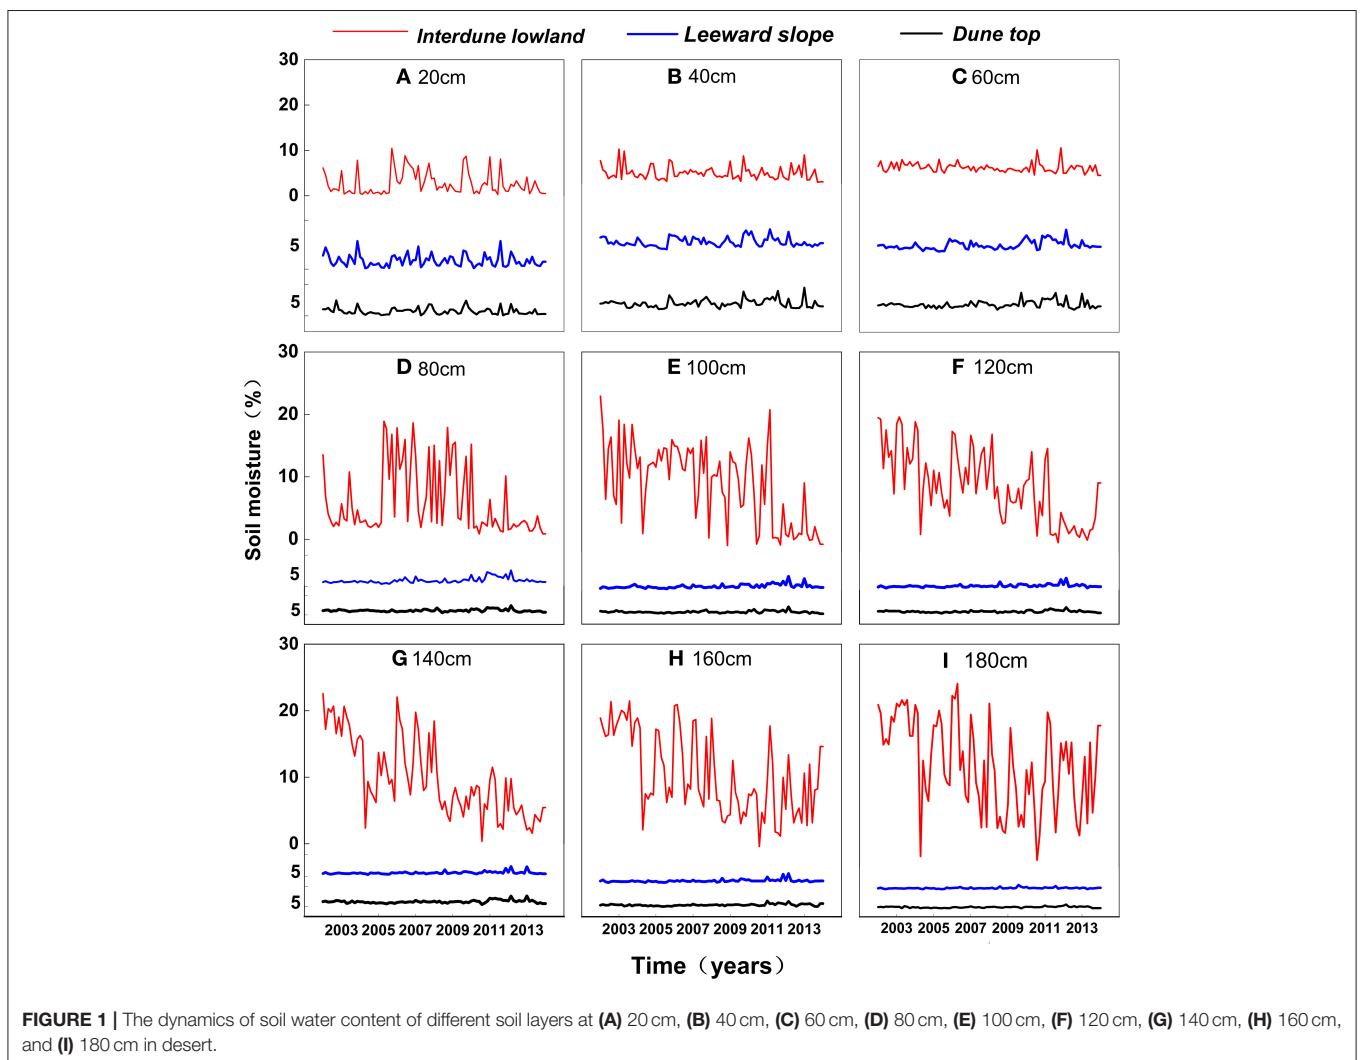 Interdune lowland Leeward slope Dune top
30
20
10
0
5
5
A 20cm
B 40cm
C 60cm
Soil moisture（%）
30
20
10
0
5
5
D 80cm
E 100cm
F 120cm
30
20
10
0
5
5
G 140cm
H 160cm
I 180cm
2003 2005 2007 2009 2011 2013
2003 2005 2007 2009 2011 2013
2003 2005 2007 2009 2011 2013
Time（years）
FIGURE 1 | The dynamics of soil water content of different soil layers at (A) 20 cm, (B) 40 cm, (C) 60 cm, (D) 80 cm, (E) 100 cm, (F) 120 cm, (G) 140 cm, (H) 160 cm,
and (I) 180 cm in desert.